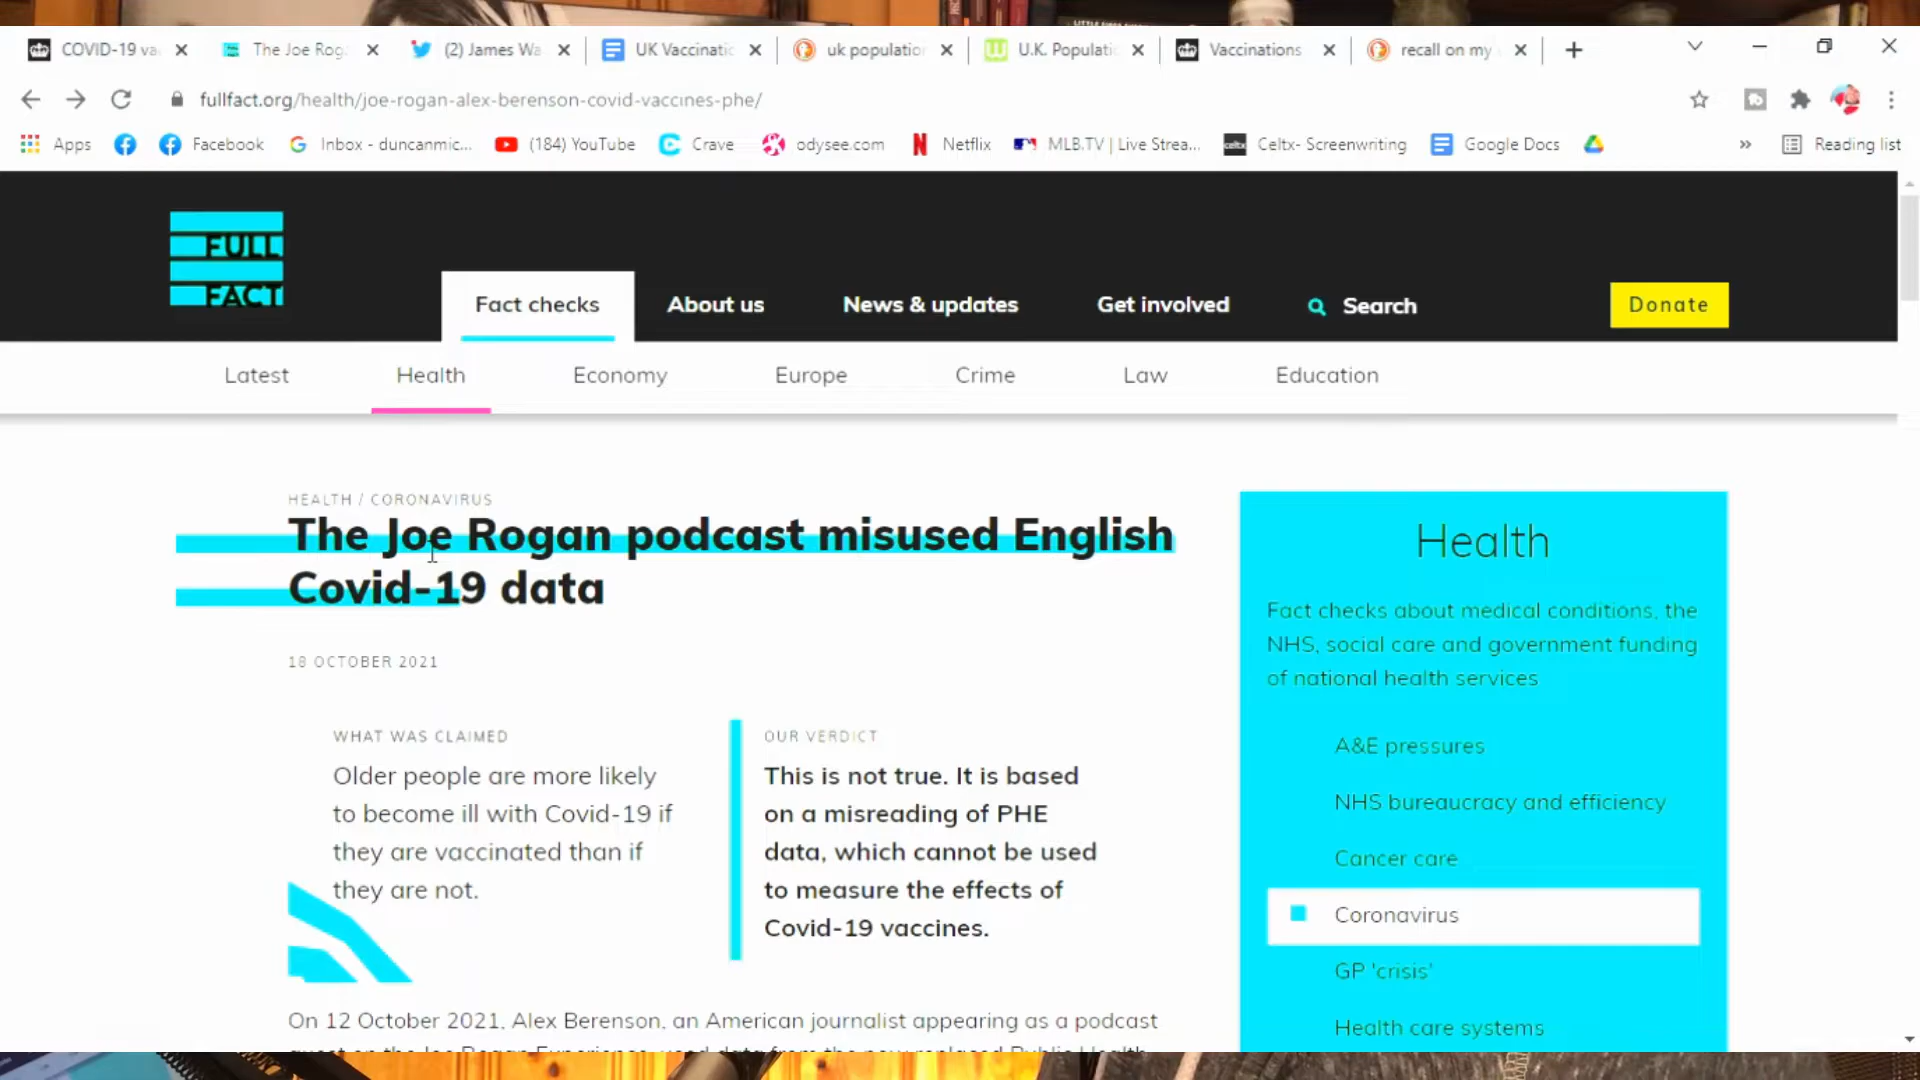 COVID-19 va
The Joe Rog
(2) James Wa
UK Vaccinatic
uk population
U.K. Populati
Vaccinations
recall on my
fullfact.org/health/joe-rogan-alex-berenson-covid-vaccines-phe/
Apps
Facebook
Inbox - duncanmic...
(184) YouTube
Crave
odysee.com
Netflix
MLB.TV | Live Strea...
Celtx- Screenwriting
Google Docs
»
Reading list
FULL
FACT
Fact checks
About us
News & updates
Get involved
Search
Donate
Latest
Health
Economy
Europe
Crime
Law
Education
HEALTH / CORONAVIRUS
The Joe Rogan podcast misused English
Covid-19 data
18 OCTOBER 2021
WHAT WAS CLAIMED
Older people are more likely
to become ill with Covid-19 if
they are vaccinated than if
they are not.
OUR VERDICT
This is not true. It is based
on a misreading of PHE
data, which cannot be used
to measure the effects of
Covid-19 vaccines.
On 12 October 2021, Alex Berenson, an American journalist appearing as a podcast
Health
Fact checks about medical conditions, the
NHS, social care and government funding
of national health services
A&E pressures
NHS bureaucracy and efficiency
Cancer care
Coronavirus
GP 'crisis'
Health care systems